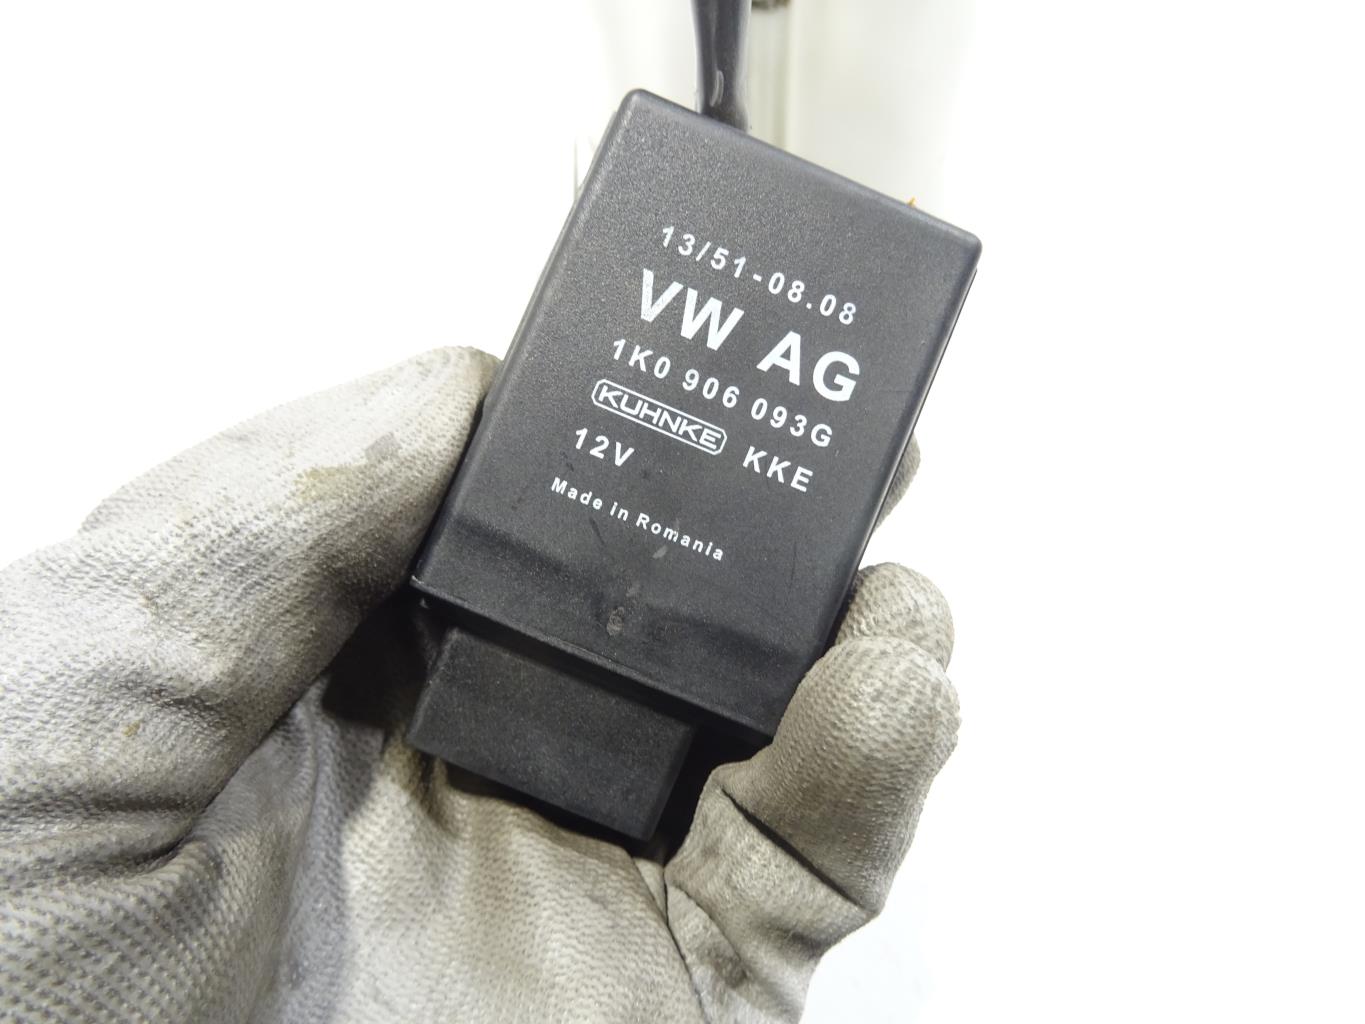 13/51-08.08
VW AG
1K0 906 093G
KUHNKE
12V KKE
Made in Romania